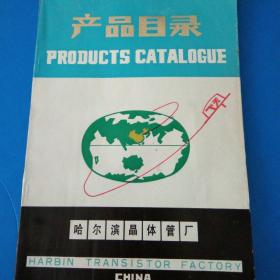 产品目录
PRODUCTS CATALOGUE
哈尔滨晶体管厂
HARBIN TRANSISTOR FACTORY
CHINA